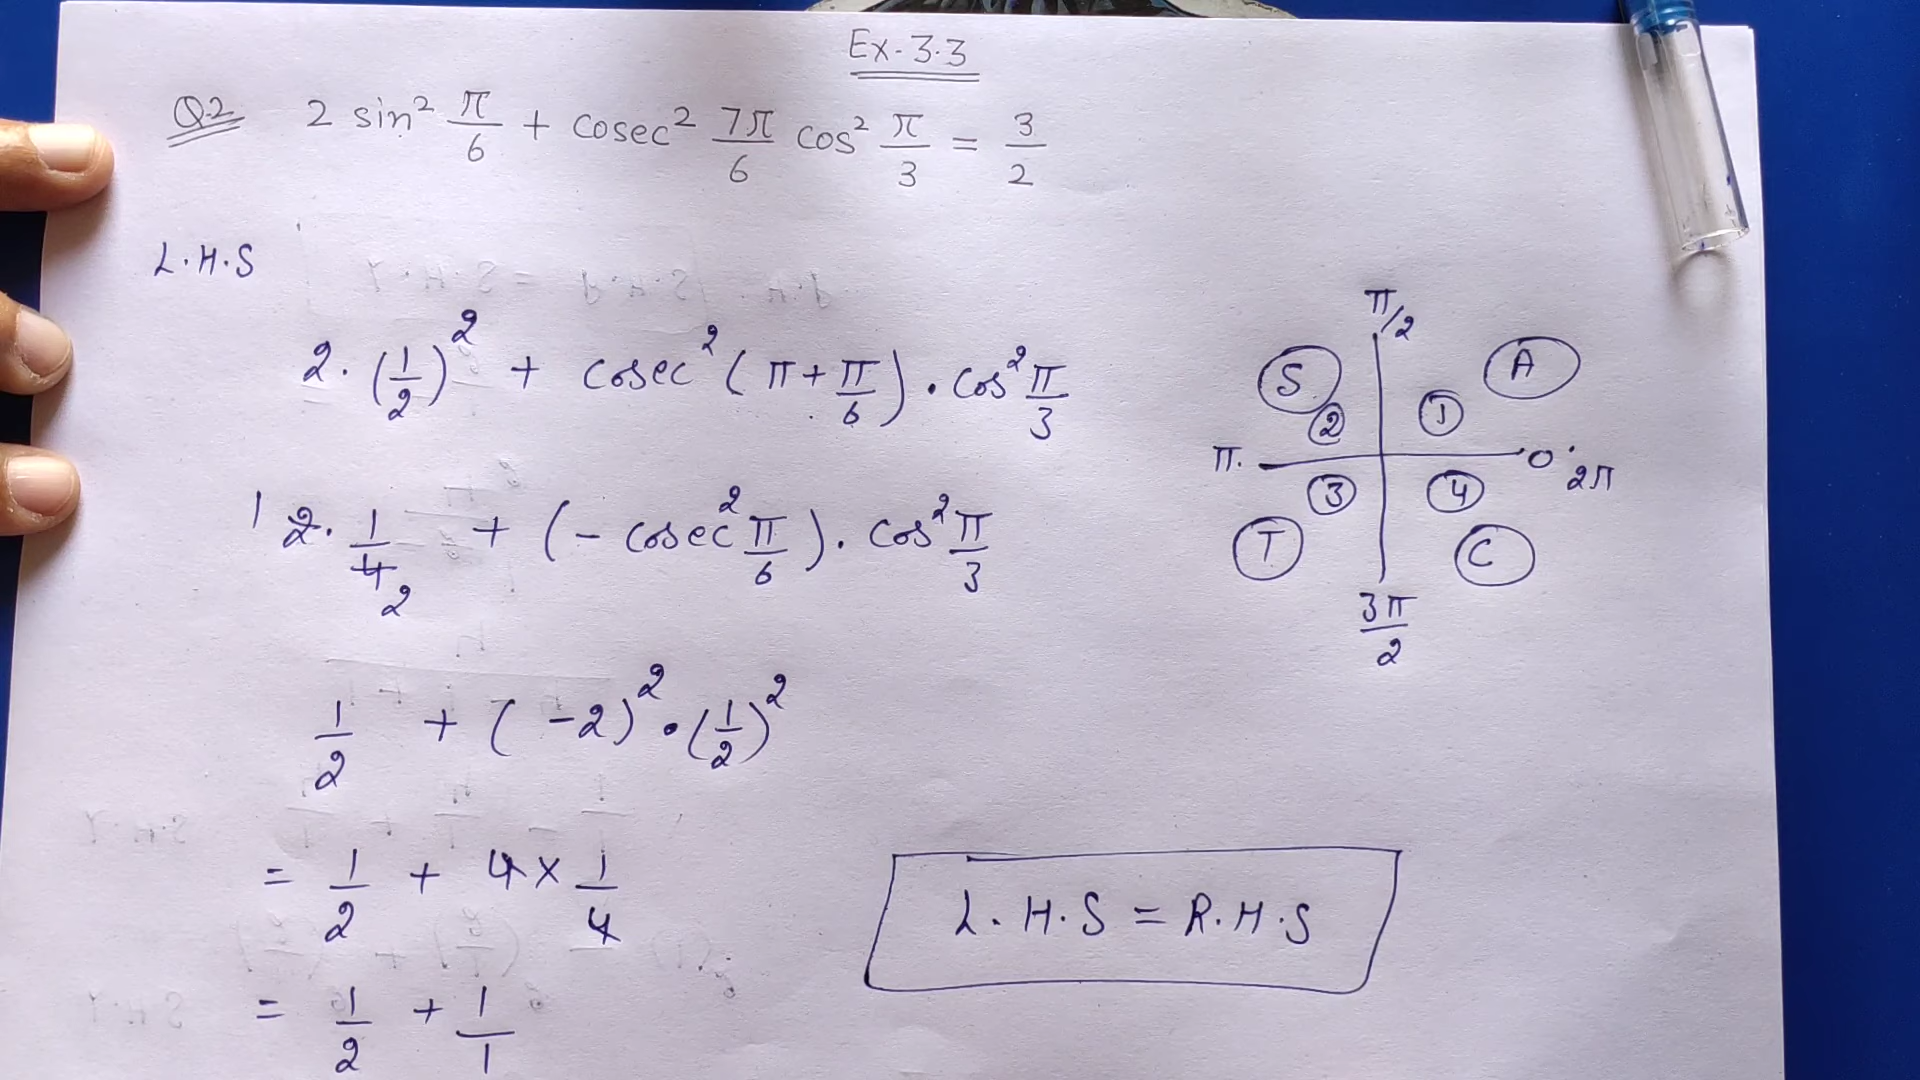 Ex. 3.3
Q.2 2 sin² π/6 + cosec² 7π/6 cos² π/3 = 3/2
L.H.S
2. (1/2)² + cosec² (π + π/6) . cos² π/3
1 2. 1/4 2 + (- cosec² π/6). cos² π/3
1/2 + (-2)² . (1/2)²
= 1/2 + 4 x 1/4
= 1/2 + 1/1
π/2
S A
2 1
π 0 2π
3 4
T C
3π/2
L.H.S = R.H.S